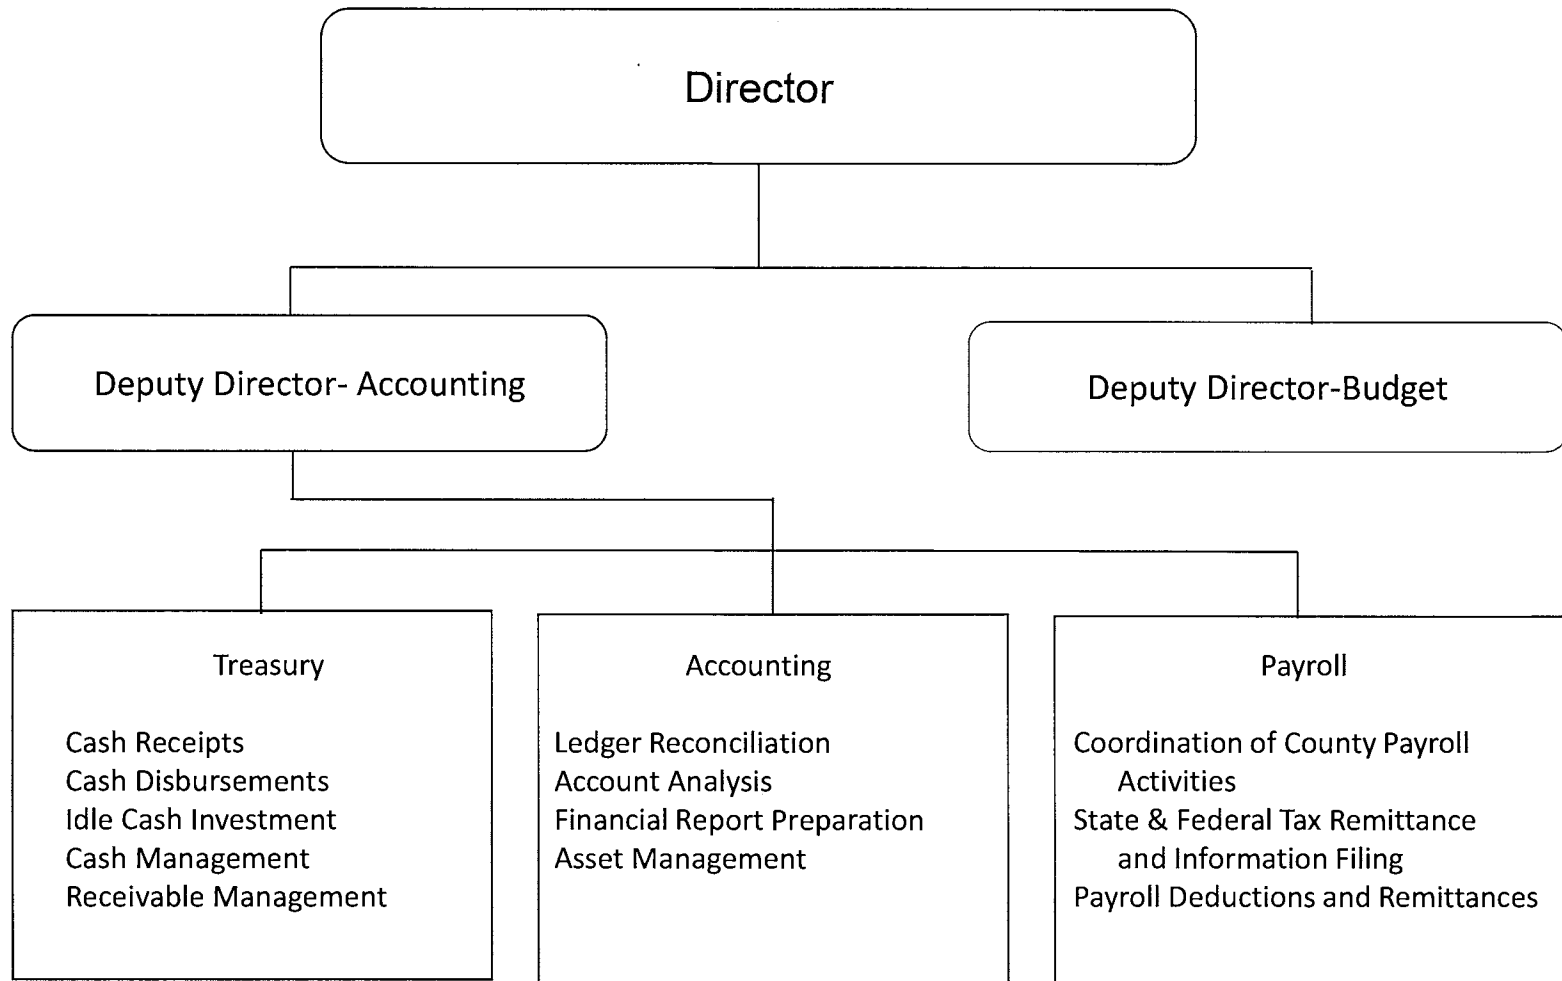 Director
Deputy Director- Accounting
Deputy Director-Budget
Treasury
Cash Receipts
Cash Disbursements
Idle Cash Investment
Cash Management
Receivable Management
Accounting
Ledger Reconciliation
Account Analysis
Financial Report Preparation
Asset Management
Payroll
Coordination of County Payroll
Activities
State & Federal Tax Remittance
and Information Filing
Payroll Deductions and Remittances